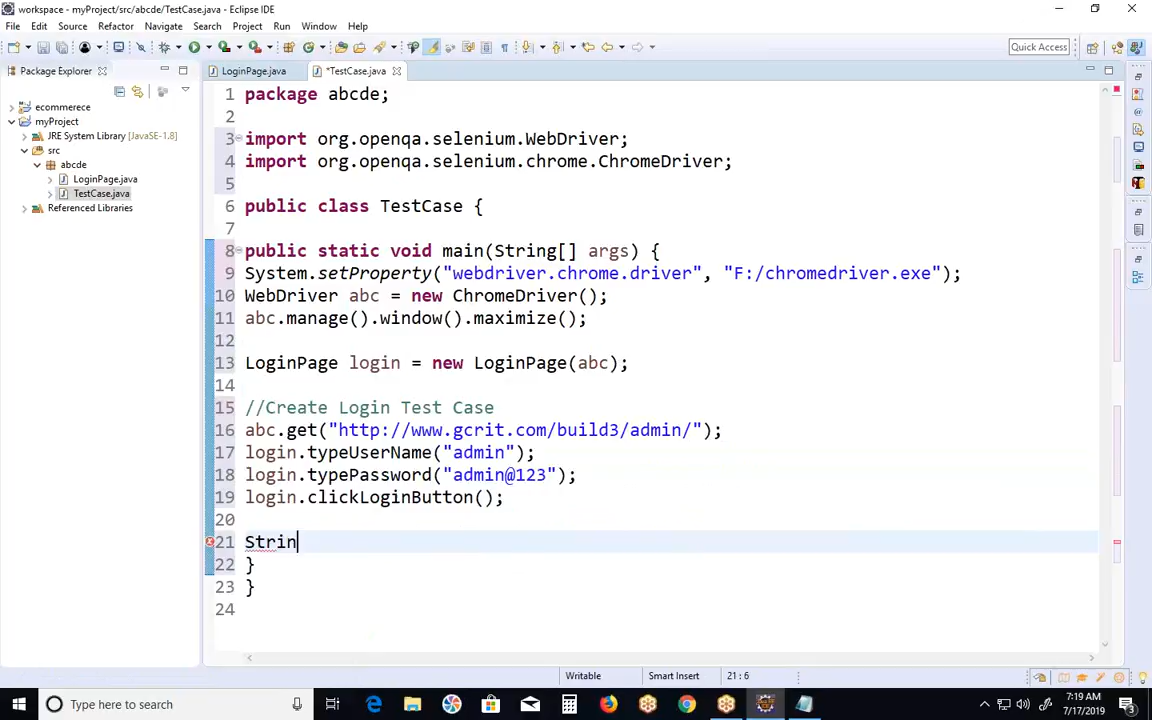 workspace - myProject/src/abcde/TestCase.java - Eclipse IDE
File Edit Source Refactor Navigate Search Project Run Window Help
Quick Access
Package Explorer
LoginPage.java
*TestCase.java
ecommerece
myProject
JRE System Library [JavaSE-1.8]
src
abcde
LoginPage.java
TestCase.java
Referenced Libraries
1 package abcde;
2
3 import org.openqa.selenium.WebDriver;
4 import org.openqa.selenium.chrome.ChromeDriver;
5
6 public class TestCase {
7
8 public static void main(String[] args) {
9 System.setProperty("webdriver.chrome.driver", "F:/chromedriver.exe");
10 WebDriver abc = new ChromeDriver();
11 abc.manage().window().maximize();
12
13 LoginPage login = new LoginPage(abc);
14
15 //Create Login Test Case
16 abc.get("http://www.gcrit.com/build3/admin/");
17 login.typeUserName("admin");
18 login.typePassword("admin@123");
19 login.clickLoginButton();
20
21 Strin
22 }
23 }
24
Writable Smart Insert 21 : 6
Type here to search
7:19 AM
7/17/2019
3